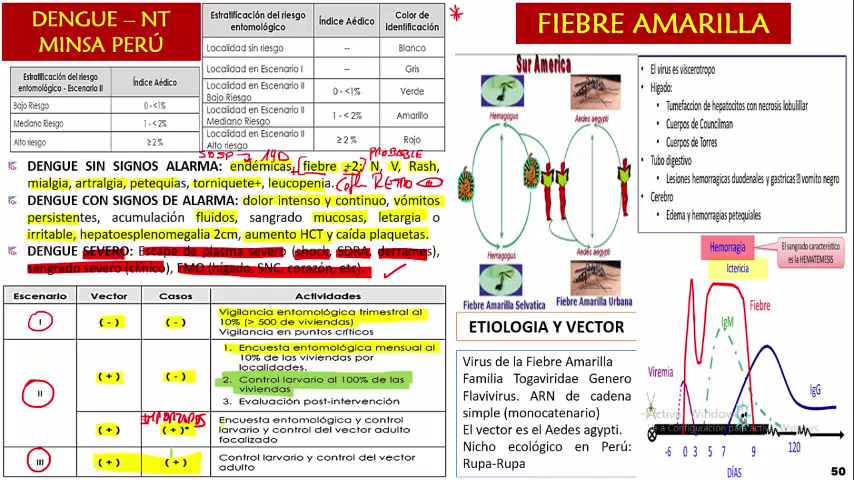 DENGUE – NT
MINSA PERÚ
Estratificación del riesgo entomológico
Índice Aédico
Color de identificación
Localidad sin riesgo
--
Blanco
Localidad en Escenario I
--
Gris
Localidad en Escenario II
Bajo Riesgo
0 - <1%
Verde
Localidad en Escenario II
Mediano Riesgo
1 - < 2%
Amarillo
Localidad en Escenario II
Alto riesgo
≥ 2 %
Rojo
Estratificación del riesgo
entomológico - Escenario II
Índice Aédico
Bajo Riesgo
0 -<1%
Mediano Riesgo
1 - < 2%
Alto riesgo
≥ 2 %
SOSP → 14D
PROBABLE
DENGUE SIN SIGNOS ALARMA: endémicas, [fiebre +2: N, V, Rash,
mialgia, artralgia, petequias, torniquete+, leucopenia.
DENGUE CON SIGNOS DE ALARMA: dolor intenso y continuo, vómitos
persistentes, acumulación fluidos, sangrado mucosas, letargia o
irritable, hepatoesplenomegalia 2cm, aumento HCT y caída plaquetas.
DENGUE SEVERO: Escape de plasma severo (shock, SDRA, derrames),
sangrado severo (clínico), FMO (hígado, SNC, corazón, etc).
Escenario
Vector
Casos
Actividades
I
(-)
(-)
Vigilancia entomológica trimestral al
10% (> 500 de viviendas)
Vigilancia en puntos críticos
II
(+)
(-)
1. Encuesta entomológica mensual al
10% de las viviendas por
localidades.
2. Control larvario al 100% de las
viviendas
3. Evaluación post-intervención
IMPORTADOS
(+)
(+)*
Encuesta entomológica y control
larvario y control del vector adulto
focalizado
III
(+)
(+)
Control larvario y control del vector
adulto
*
FIEBRE AMARILLA
Sur America
Hemagogus
Aedes aegypti
Hemagogus
Aedes aegypti
Fiebre Amarilla Selvatica
Fiebre Amarilla Urbana
ETIOLOGIA Y VECTOR
Virus de la Fiebre Amarilla
Familia Togaviridae Genero
Flavivirus. ARN de cadena
simple (monocatenario)
El vector es el Aedes agypti.
Nicho ecológico en Perú:
Rupa-Rupa
• El virus es viscerotropo
• Hígado:
• Tumefaccion de hepatocitos con necrosis lobulillar
• Cuerpos de Councilman
• Cuerpos de Torres
• Tubo digestivo
• Lesiones hemorragicas duodenales y gastricas vómito negro
• Cerebro
• Edema y hemorragias petequiales
Hemorragia
El sangrado característico
es la HEMATEMESIS
Ictericia
Fiebre
IgM
Viremia
IgG
Activar Windows
-6 0 3 5 7 9 120
DÍAS
50